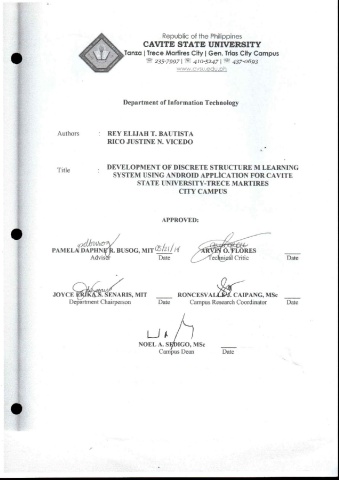 Republic of the Philippines
CAVITE STATE UNIVERSITY
Tanza | Trece Martires City | Gen. Trias City Campus
☏ 235-7997 | ☏ 410-5247 | ☏ 437-0693
www.cvsu.edu.ph
Department of Information Technology
Authors : REY ELIJAH T. BAUTISTA
RICO JUSTINE N. VICEDO
Title : DEVELOPMENT OF DISCRETE STRUCTURE M LEARNING
SYSTEM USING ANDROID APPLICATION FOR CAVITE
STATE UNIVERSITY-TRECE MARTIRES
CITY CAMPUS
APPROVED:
PAMELA DAPHNE R. BUSOG, MIT ARVIN O. FLORES
Adviser Date Technical Critic Date
JOYCE ERIKA S. SENARIS, MIT RONCESVALLE J. CAIPANG, MSc
Department Chairperson Date Campus Research Coordinator Date
NOEL A. SEDIGO, MSc
Campus Dean Date